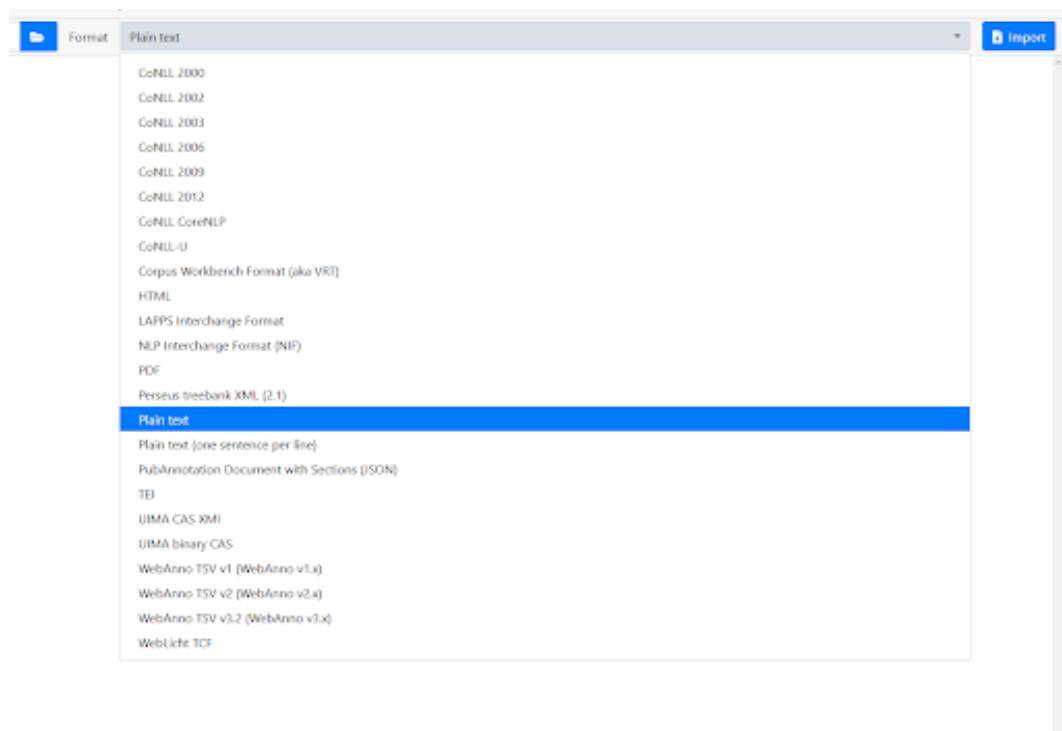 Format
Plain text
Import
CoNLL 2000
CoNLL 2002
CoNLL 2003
CoNLL 2006
CoNLL 2009
CoNLL 2012
CoNLL CoreNLP
CoNLL-U
Corpus Workbench Format (aka VRT)
HTML
LAPPS Interchange Format
NLP Interchange Format (NIF)
PDF
Perseus treebank XML (2.1)
Plain text
Plain text (one sentence per line)
PubAnnotation Document with Sections (JSON)
TEI
UIMA CAS XMI
UIMA binary CAS
WebAnno TSV v1 (WebAnno v1.x)
WebAnno TSV v2 (WebAnno v2.x)
WebAnno TSV v3.2 (WebAnno v3.x)
WebLicht TCF